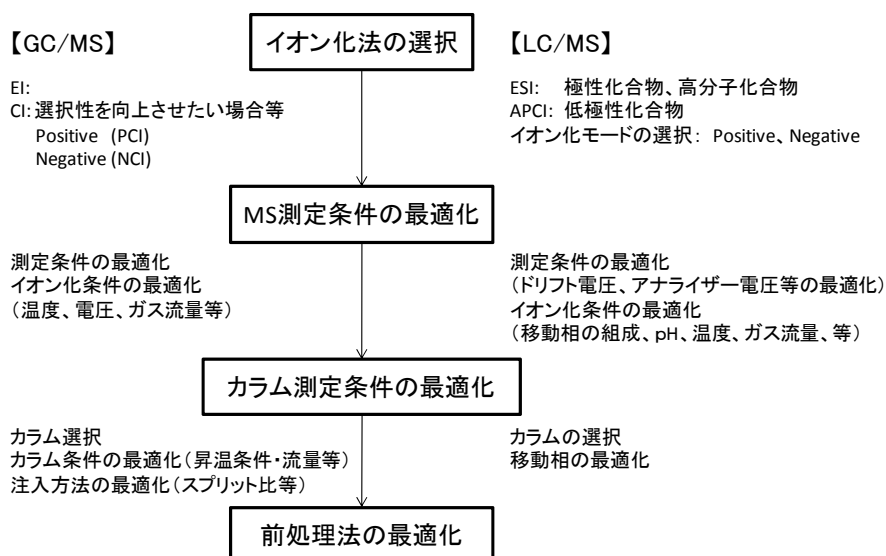 【GC/MS】
イオン化法の選択
【LC/MS】
EI:
CI: 選択性を向上させたい場合等
Positive (PCI)
Negative (NCI)
ESI: 極性化合物、高分子化合物
APCI: 低極性化合物
イオン化モードの選択: Positive、Negative
MS測定条件の最適化
測定条件の最適化
イオン化条件の最適化
(温度、電圧、ガス流量等)
測定条件の最適化
(ドリフト電圧、アナライザー電圧等の最適化)
イオン化条件の最適化
(移動相の組成、pH、温度、ガス流量、等)
カラム測定条件の最適化
カラム選択
カラム条件の最適化(昇温条件・流量等)
注入方法の最適化(スプリット比等)
カラムの選択
移動相の最適化
前処理法の最適化